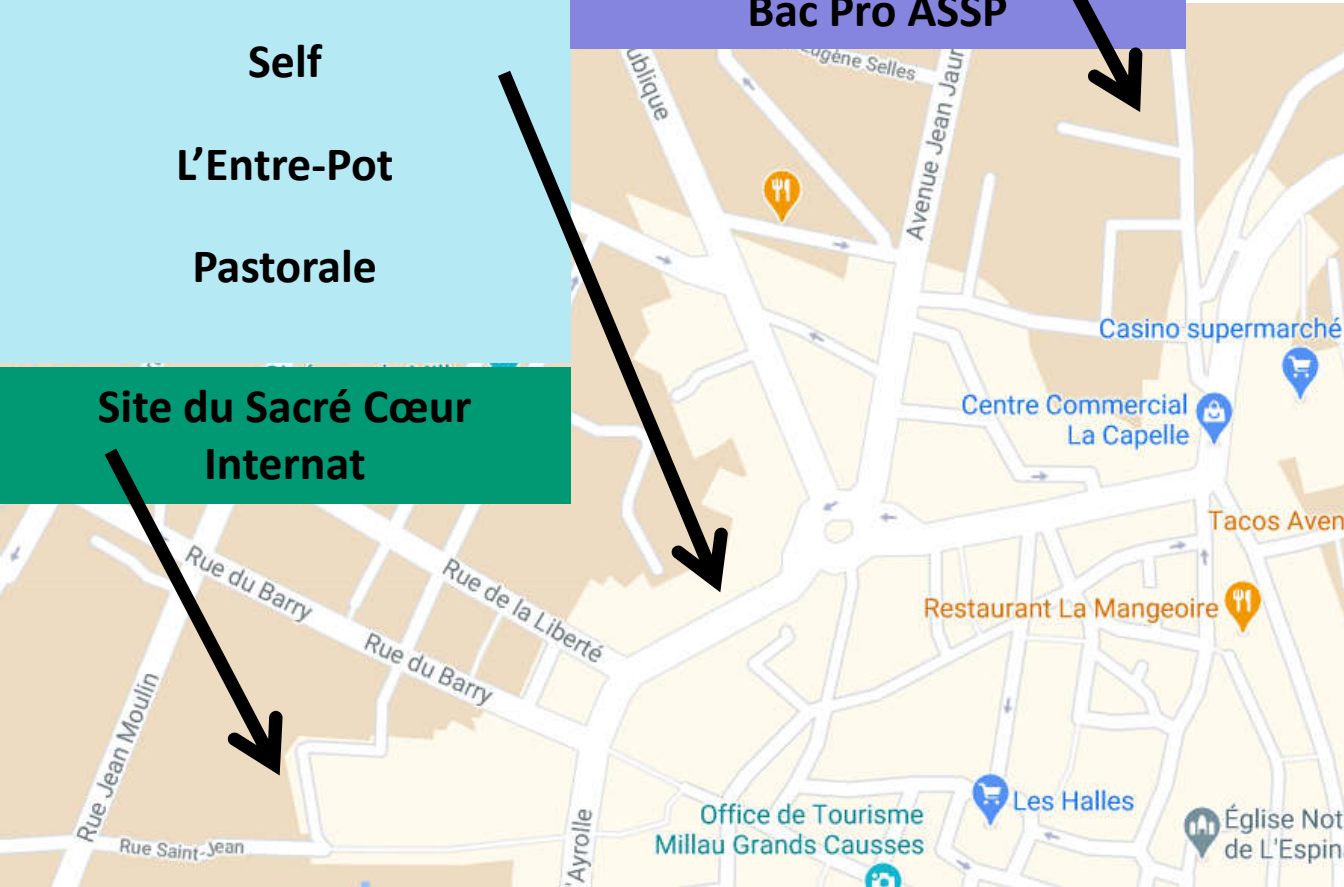 Bac Pro ASSP
Self
L'Entre-Pot
Pastorale
Site du Sacré Cœur
Internat
ublique
Eugène Selles
Avenue Jean Jaur
Casino supermarché
Centre Commercial
La Capelle
Tacos Aven
Restaurant La Mangeoire
Rue du Barry
Rue de la Liberté
Rue du Barry
Rue Jean Moulin
Rue Saint-Jean
'Ayrolle
Office de Tourisme
Millau Grands Causses
Les Halles
Église Not
de L'Espin